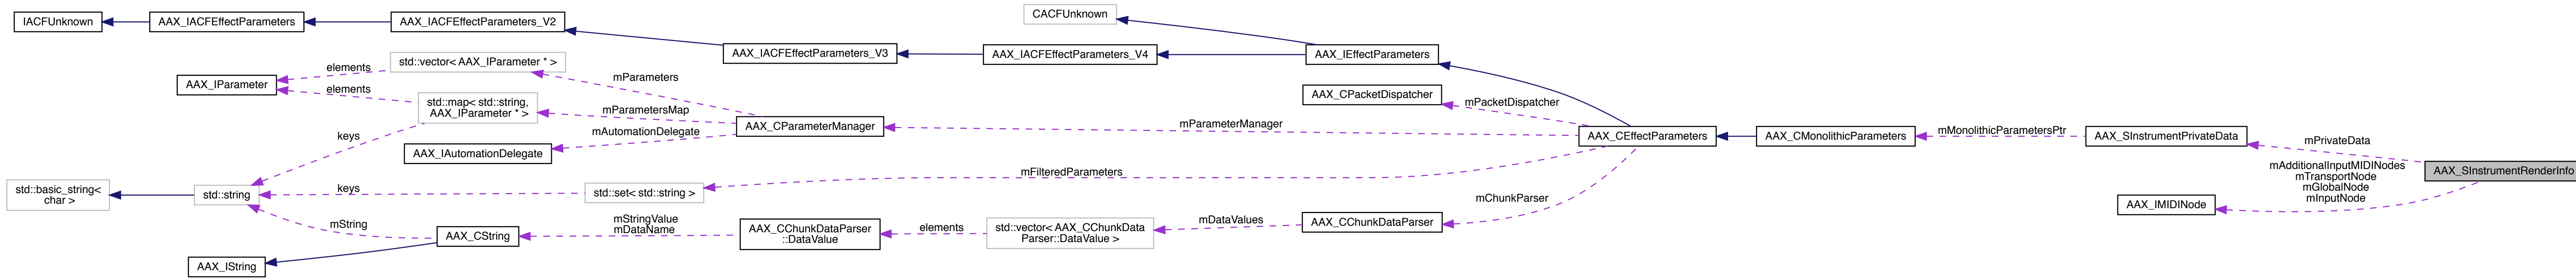 IACFUnknown
AAX_IACFEffectParameters
AAX_IACFEffectParameters_V2
CACFUnknown
AAX_IACFEffectParameters_V3
AAX_IACFEffectParameters_V4
AAX_IEffectParameters
std::vector< AAX_IParameter * >
elements
AAX_IParameter
mParameters
elements
AAX_CPacketDispatcher
mPacketDispatcher
std::map< std::string,
AAX_IParameter * >
mParametersMap
AAX_CParameterManager
mParameterManager
mAutomationDelegate
keys
AAX_IAutomationDelegate
AAX_CEffectParameters
AAX_CMonolithicParameters
mMonolithicParametersPtr
AAX_SInstrumentPrivateData
mPrivateData
AAX_SInstrumentRenderInfo
mAdditionalInputMIDINodes
mTransportNode
mGlobalNode
mInputNode
AAX_IMIDINode
mFilteredParameters
std::basic_string<
char >
std::string
keys
std::set< std::string >
mChunkParser
mString
AAX_CString
mStringValue
mDataName
AAX_CChunkDataParser
::DataValue
elements
std::vector< AAX_CChunkData
Parser::DataValue >
mDataValues
AAX_CChunkDataParser
AAX_IString